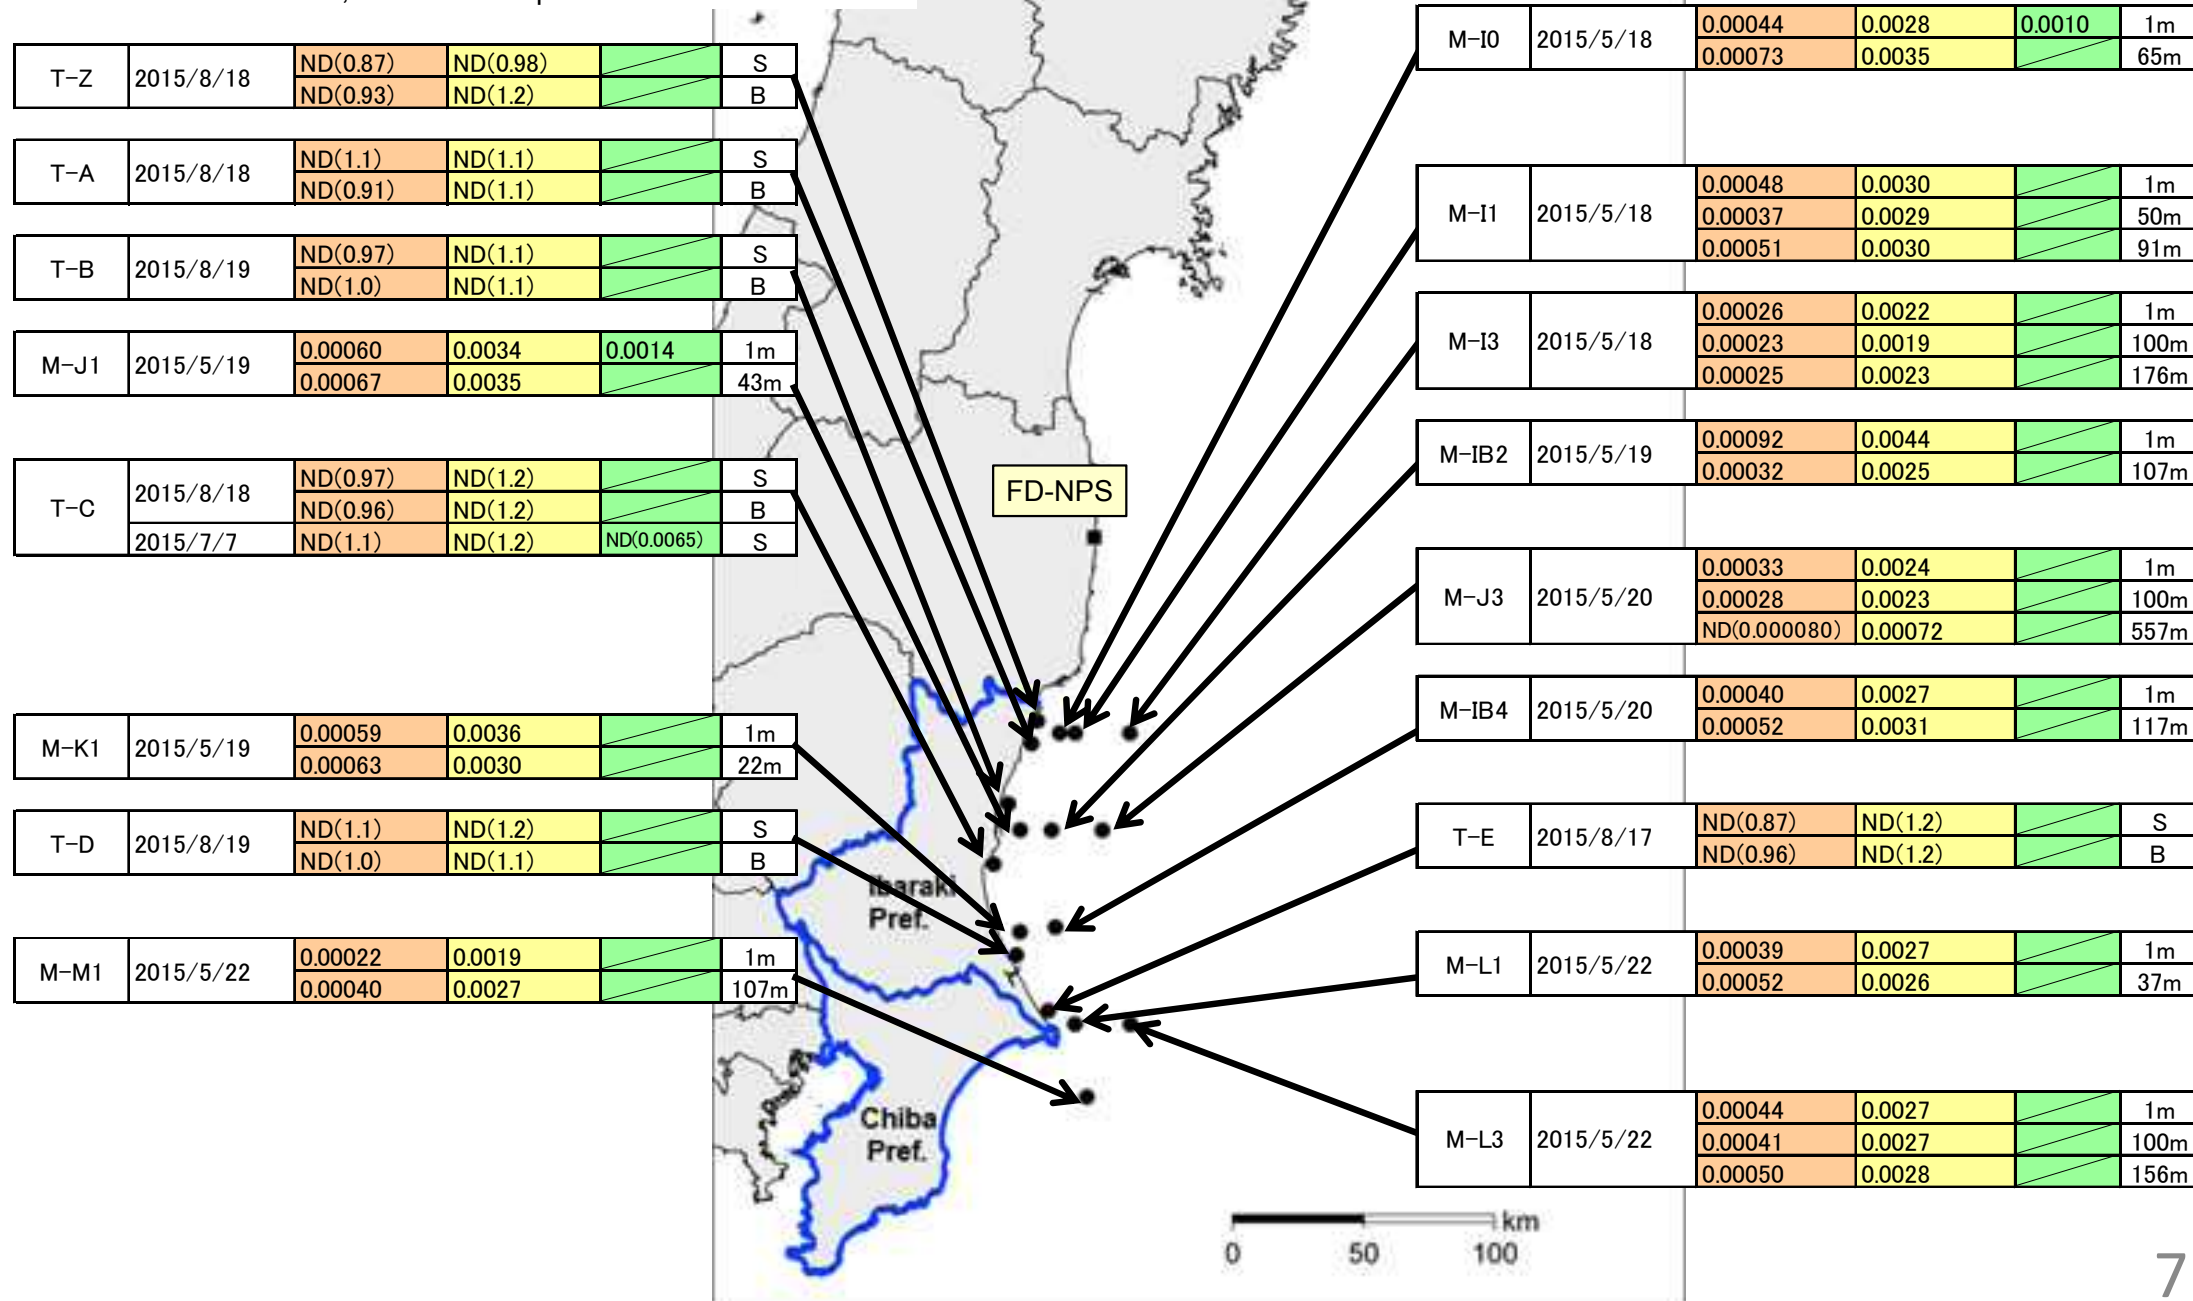 T-Z 2015/8/18 ND(0.87) ND(0.98) S
ND(0.93) ND(1.2) B
T-A 2015/8/18 ND(1.1) ND(1.1) S
ND(0.91) ND(1.1) B
T-B 2015/8/19 ND(0.97) ND(1.1) S
ND(1.0) ND(1.1) B
M-J1 2015/5/19 0.00060 0.0034 0.0014 1m
0.00067 0.0035 43m
T-C 2015/8/18 ND(0.97) ND(1.2) S
ND(0.96) ND(1.2) B
2015/7/7 ND(1.1) ND(1.2) ND(0.0065) S
M-K1 2015/5/19 0.00059 0.0036 1m
0.00063 0.0030 22m
T-D 2015/8/19 ND(1.1) ND(1.2) S
ND(1.0) ND(1.1) B
M-M1 2015/5/22 0.00022 0.0019 1m
0.00040 0.0027 107m
FD-NPS
Ibaraki
Pref.
Chiba
Pref.
km
0 50 100
M-I0 2015/5/18 0.00044 0.0028 0.0010 1m
0.00073 0.0035 65m
M-I1 2015/5/18 0.00048 0.0030 1m
0.00037 0.0029 50m
0.00051 0.0030 91m
M-I3 2015/5/18 0.00026 0.0022 1m
0.00023 0.0019 100m
0.00025 0.0023 176m
M-IB2 2015/5/19 0.00092 0.0044 1m
0.00032 0.0025 107m
M-J3 2015/5/20 0.00033 0.0024 1m
0.00028 0.0023 100m
ND(0.000080) 0.00072 557m
M-IB4 2015/5/20 0.00040 0.0027 1m
0.00052 0.0031 117m
T-E 2015/8/17 ND(0.87) ND(1.2) S
ND(0.96) ND(1.2) B
M-L1 2015/5/22 0.00039 0.0027 1m
0.00052 0.0026 37m
M-L3 2015/5/22 0.00044 0.0027 1m
0.00041 0.0027 100m
0.00050 0.0028 156m
7